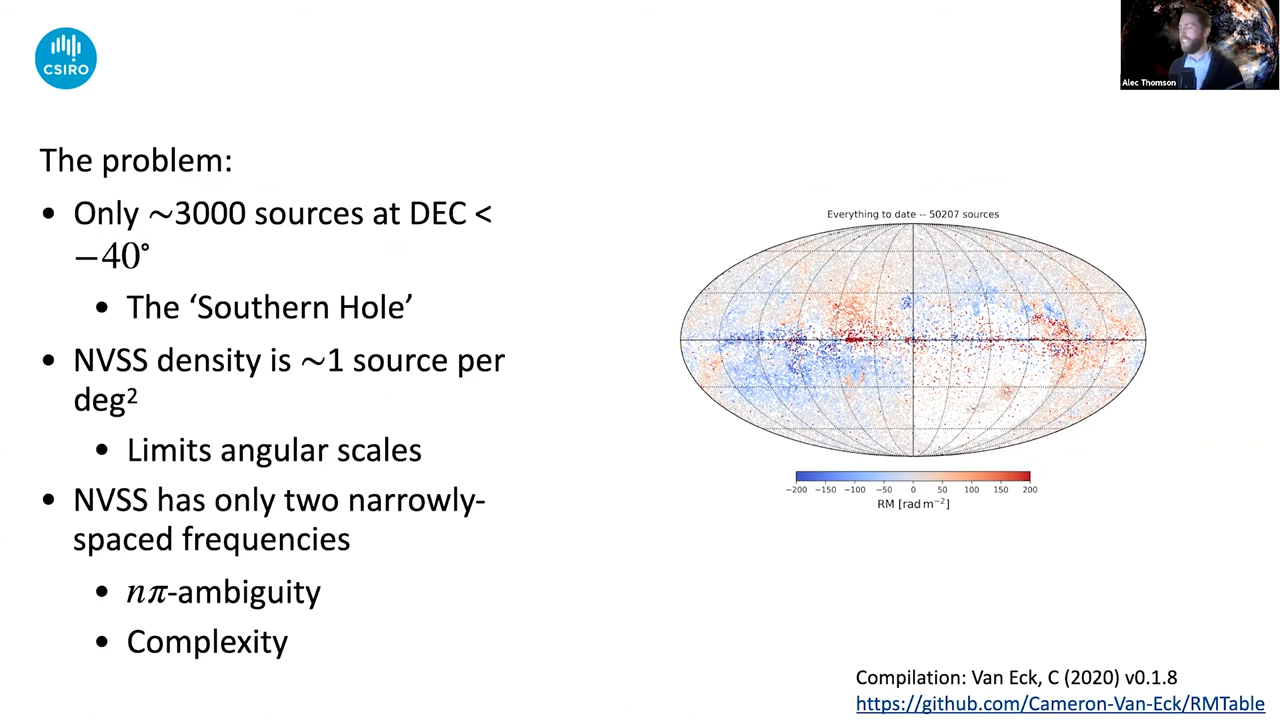 CSIRO
Alec Thomson
The problem:
• Only ~3000 sources at DEC <
−40°
• The ‘Southern Hole’
• NVSS density is ~1 source per
deg²
• Limits angular scales
• NVSS has only two narrowly-
spaced frequencies
• nπ-ambiguity
• Complexity
Everything to date -- 50207 sources
−200 −150 −100 −50 0 50 100 150 200
RM [rad m⁻²]
Compilation: Van Eck, C (2020) v0.1.8
https://github.com/Cameron-Van-Eck/RMTable